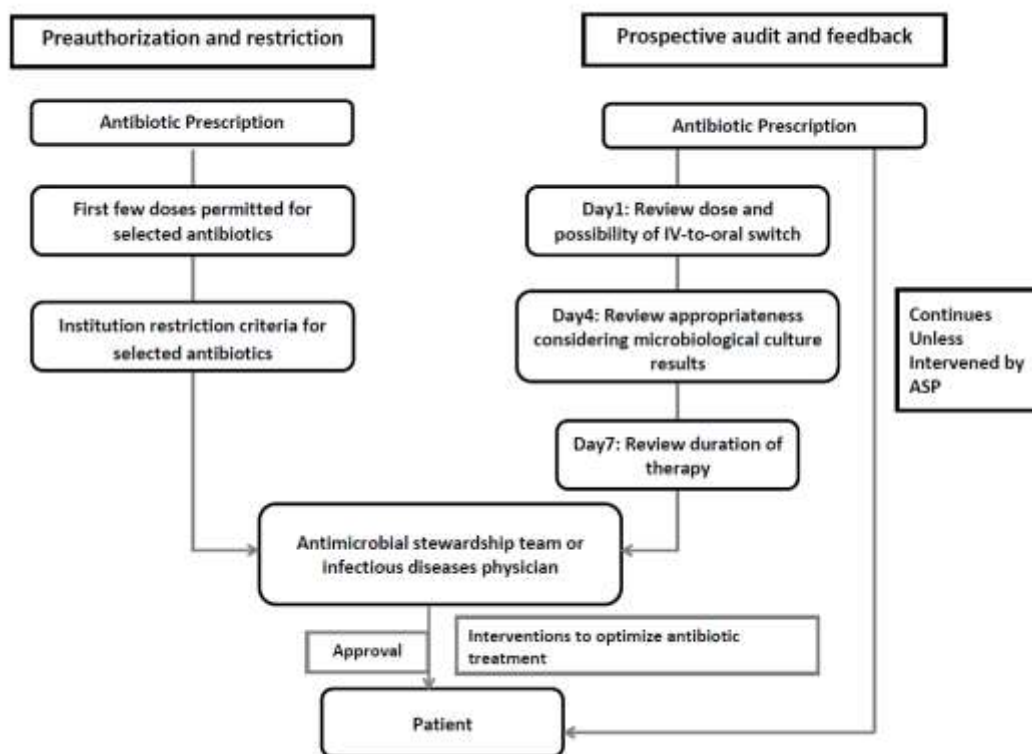 Preauthorization and restriction
Antibiotic Prescription
First few doses permitted for
selected antibiotics
Institution restriction criteria for
selected antibiotics
Prospective audit and feedback
Antibiotic Prescription
Day1: Review dose and
possibility of IV-to-oral switch
Day4: Review appropriateness
considering microbiological culture
results
Day7: Review duration of
therapy
Continues
Unless
Intervened by
ASP
Antimicrobial stewardship team or
infectious diseases physician
Approval
Interventions to optimize antibiotic
treatment
Patient